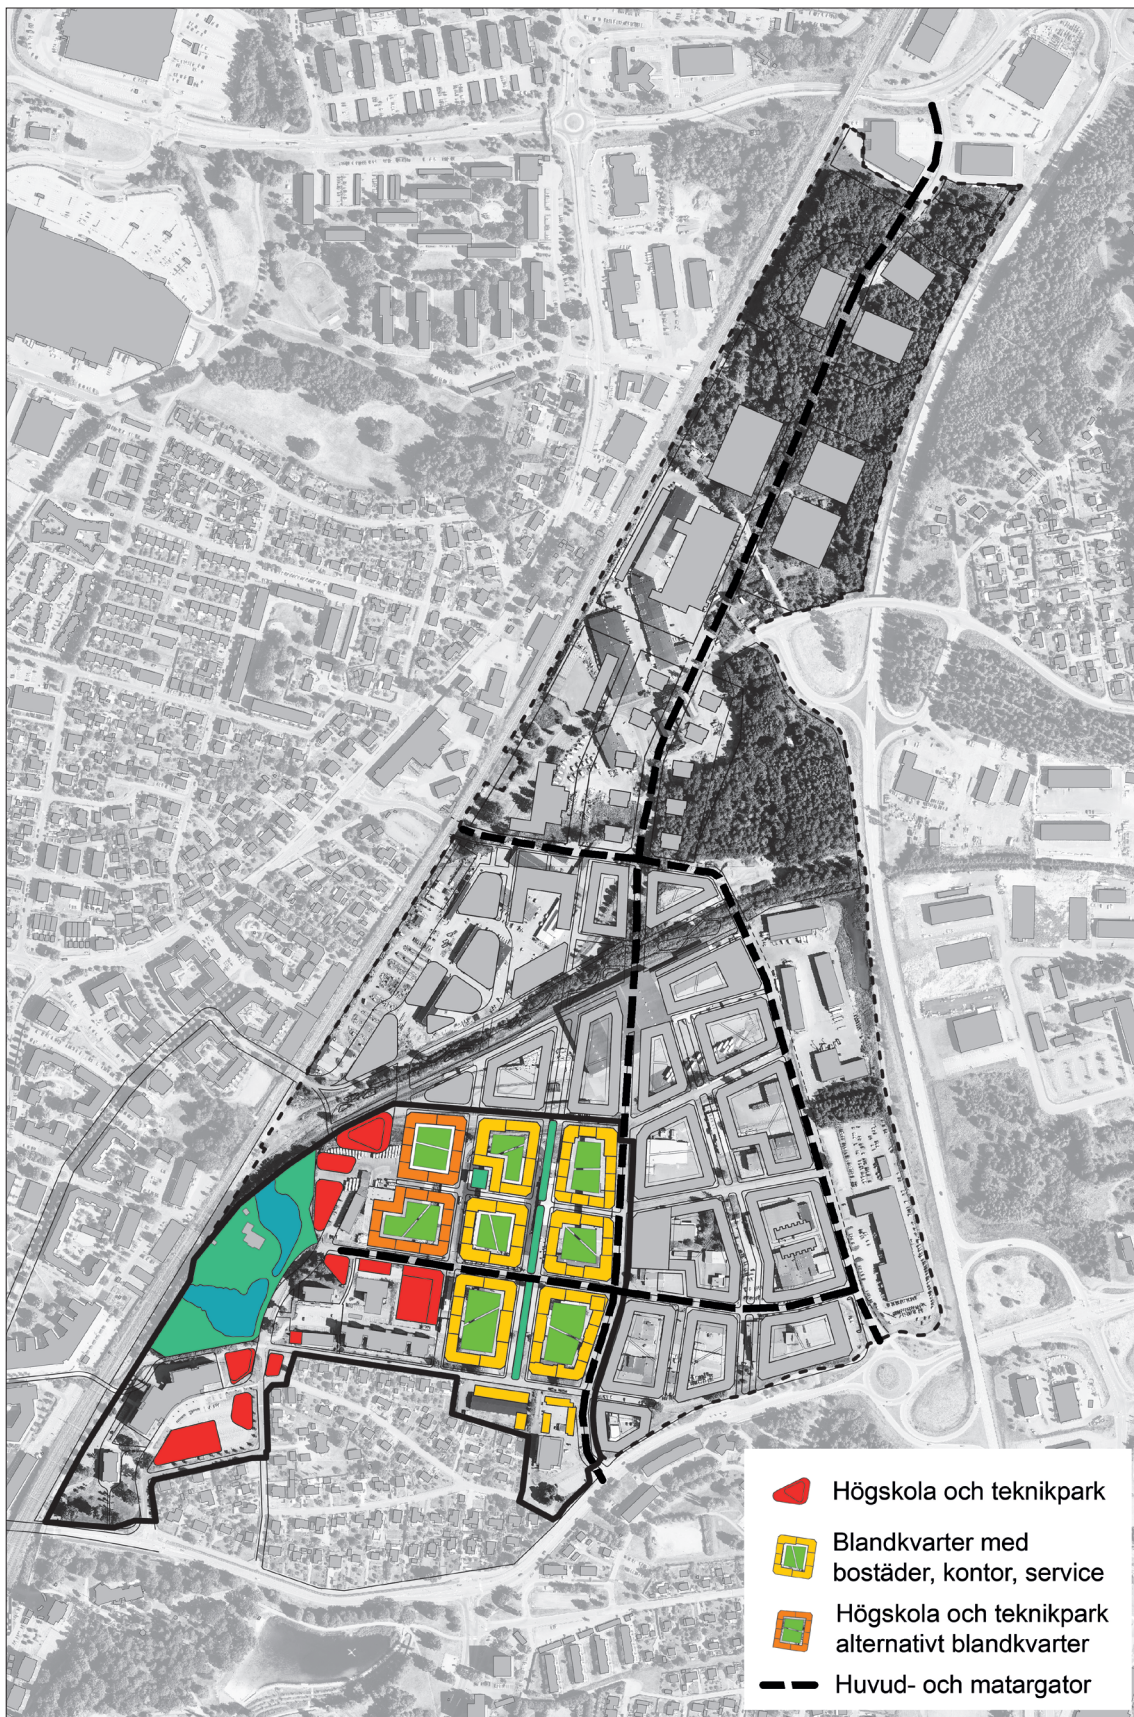 Högskola och teknikpark
Blandkvarter med
bostäder, kontor, service
Högskola och teknikpark
alternativt blandkvarter
Huvud- och matargator